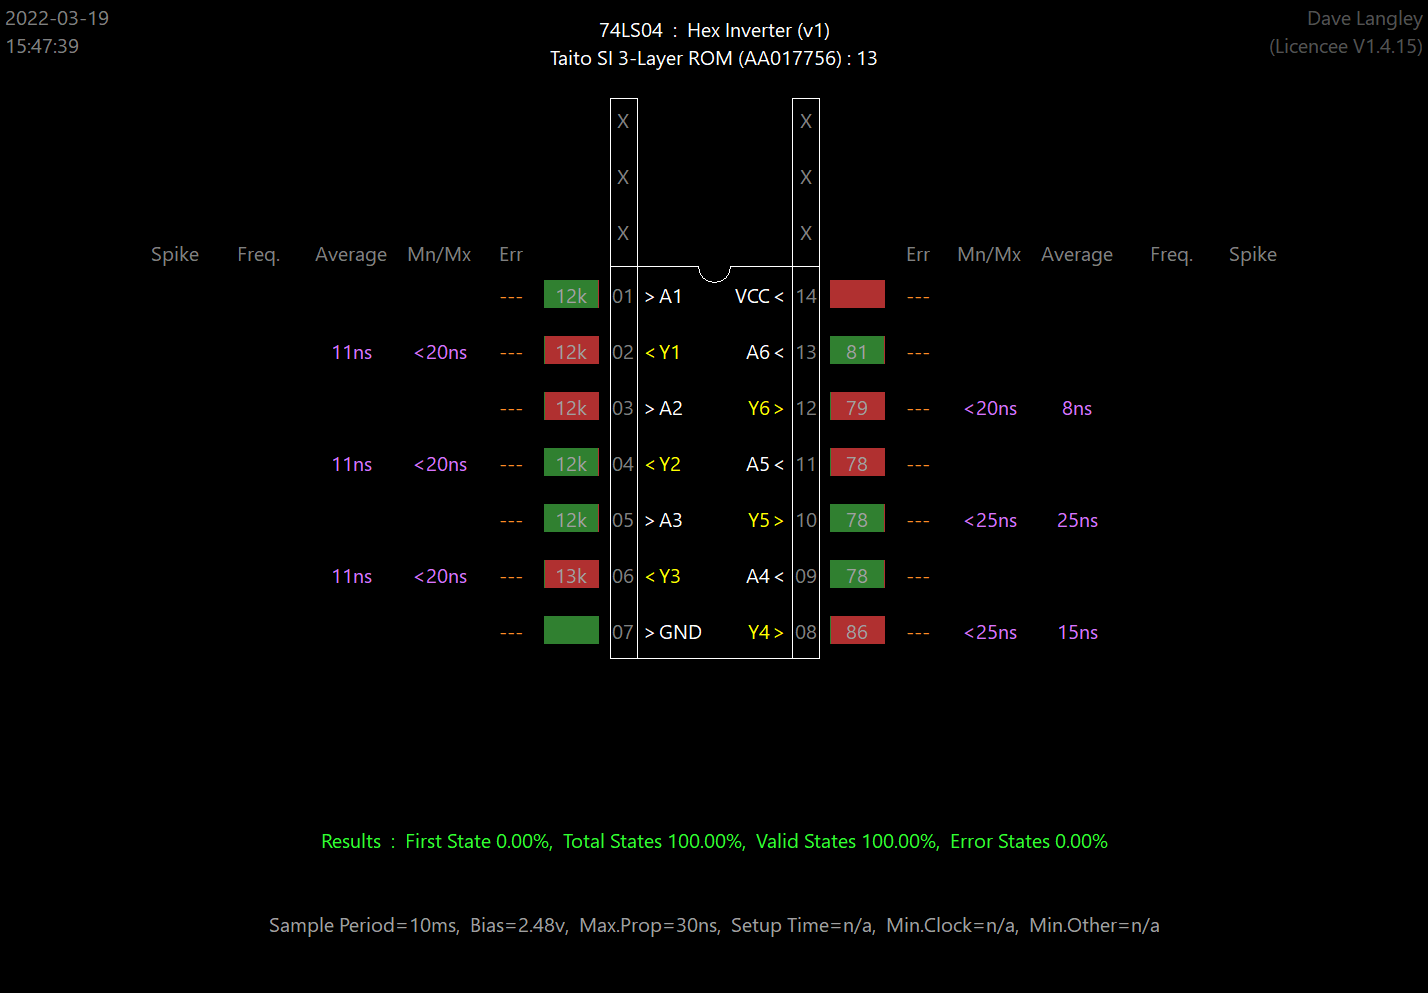 2022-03-19
15:47:39
74LS04 : Hex Inverter (v1)
Taito SI 3-Layer ROM (AA017756) : 13
Dave Langley
(Licencee V1.4.15)
X X
X X
X X
Spike Freq. Average Mn/Mx Err Err Mn/Mx Average Freq. Spike
--- 12k 01 > A1 VCC < 14 ---
11ns <20ns --- 12k 02 < Y1 A6 < 13 81 ---
--- 12k 03 > A2 Y6 > 12 79 --- <20ns 8ns
11ns <20ns --- 12k 04 < Y2 A5 < 11 78 ---
--- 12k 05 > A3 Y5 > 10 78 --- <25ns 25ns
11ns <20ns --- 13k 06 < Y3 A4 < 09 78 ---
--- 07 > GND Y4 > 08 86 --- <25ns 15ns
Results : First State 0.00%, Total States 100.00%, Valid States 100.00%, Error States 0.00%
Sample Period=10ms, Bias=2.48v, Max.Prop=30ns, Setup Time=n/a, Min.Clock=n/a, Min.Other=n/a